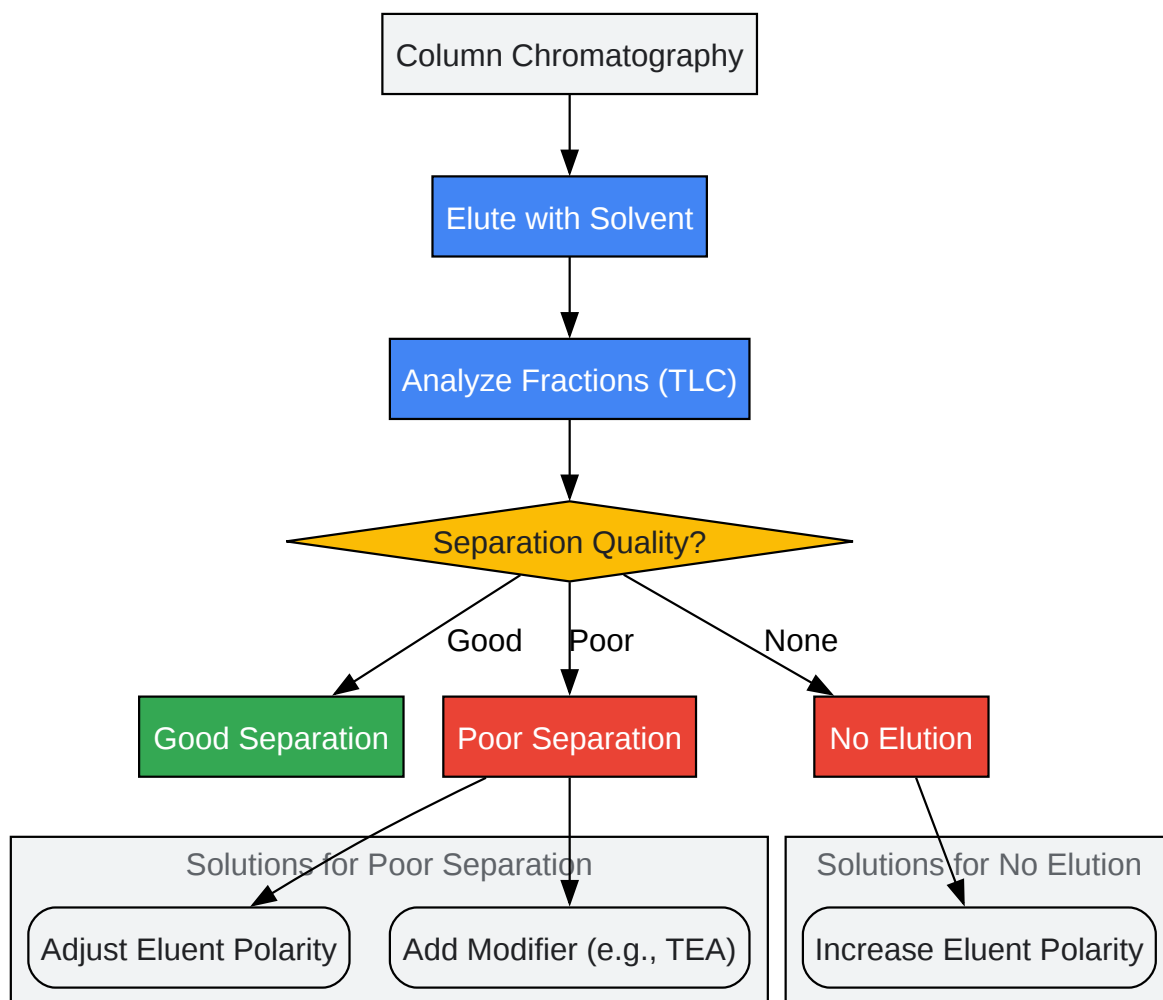 Column Chromatography
Elute with Solvent
Analyze Fractions (TLC)
Separation Quality?
Good
Poor
None
Good Separation
Poor Separation
No Elution
Solutions for Poor Separation
Solutions for No Elution
Adjust Eluent Polarity
Add Modifier (e.g., TEA)
Increase Eluent Polarity